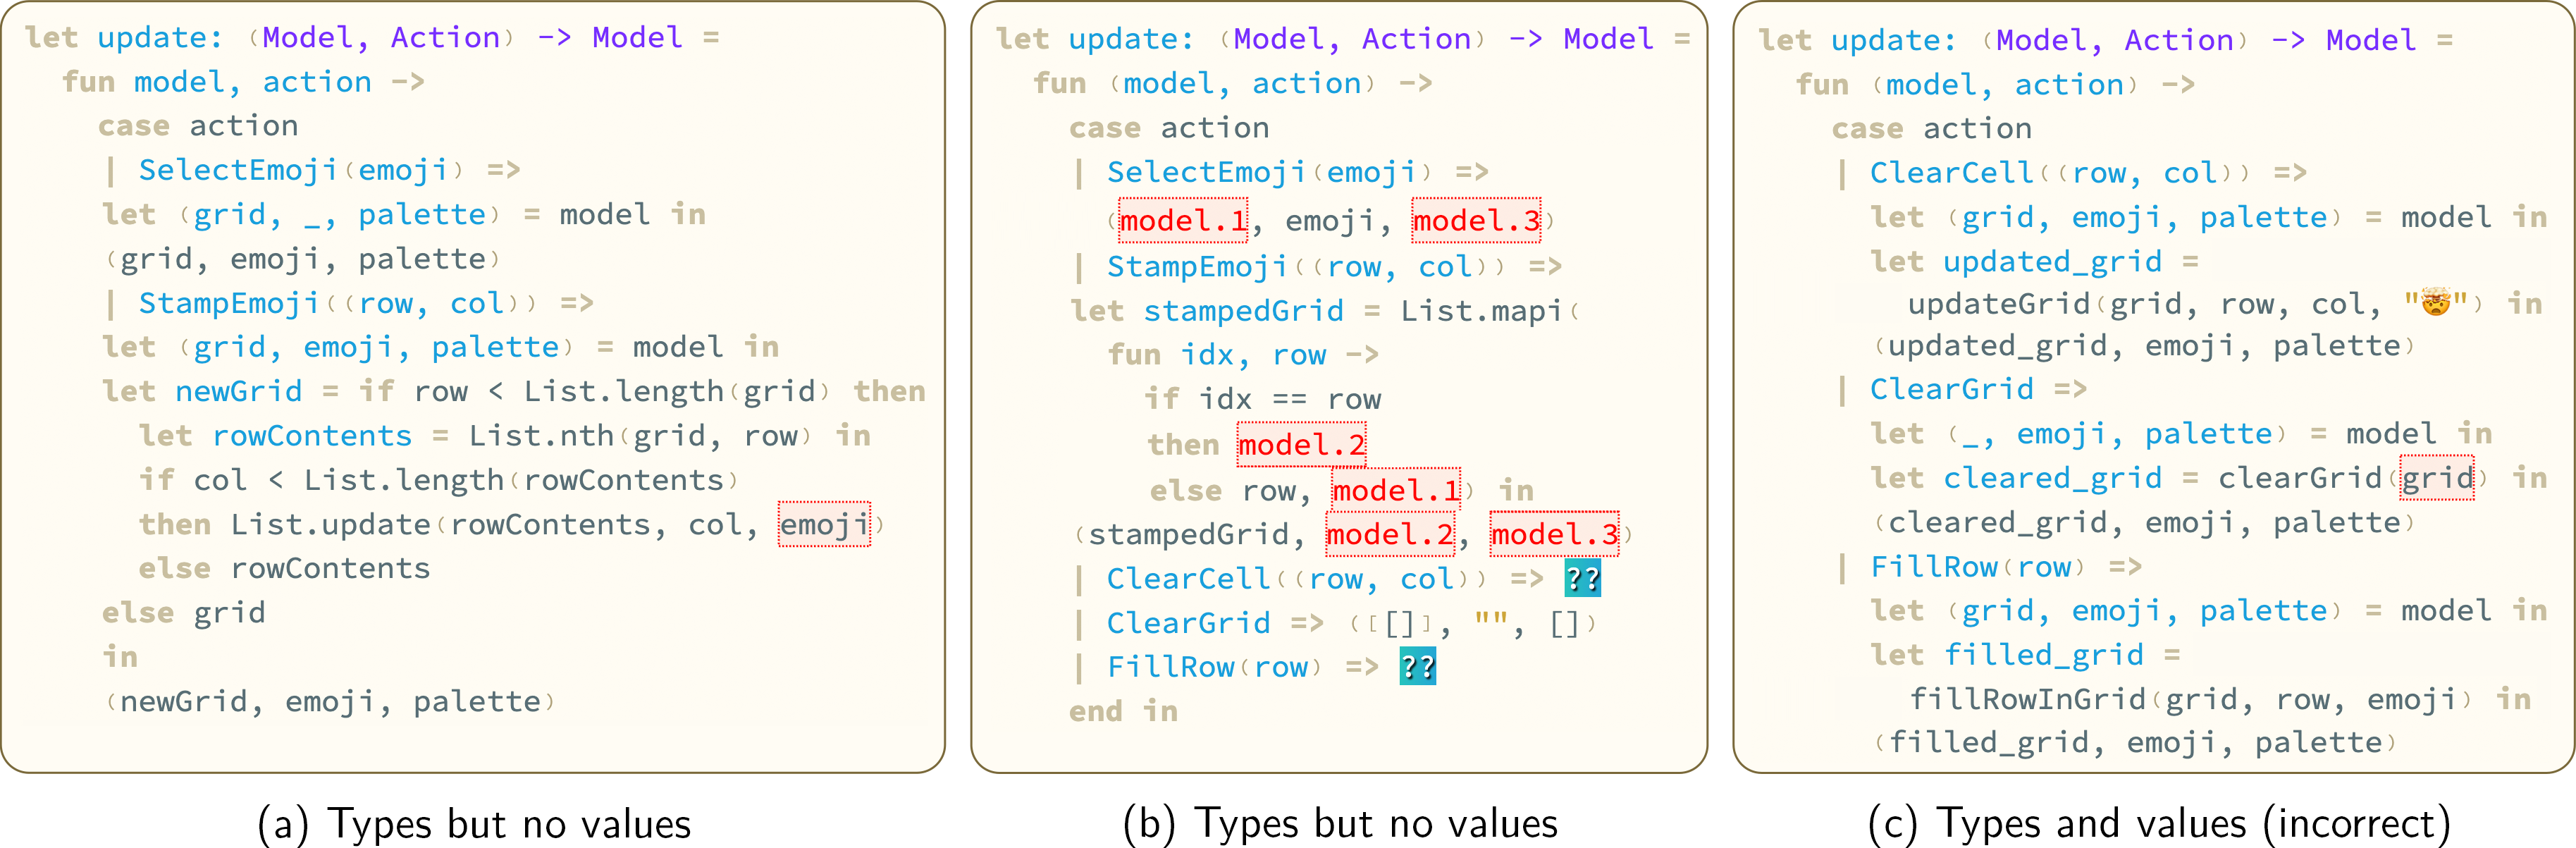 let update: (Model, Action) -> Model =
fun model, action ->
case action
| SelectEmoji(emoji) =>
let (grid, _, palette) = model in
(grid, emoji, palette)
| StampEmoji((row, col)) =>
let (grid, emoji, palette) = model in
let newGrid = if row < List.length(grid) then
let rowContents = List.nth(grid, row) in
if col < List.length(rowContents)
then List.update(rowContents, col, emoji)
else rowContents
else grid
in
(newGrid, emoji, palette)
(a) Types but no values
let update: (Model, Action) -> Model =
fun (model, action) ->
case action
| SelectEmoji(emoji) =>
(model.1, emoji, model.3)
| StampEmoji((row, col)) =>
let stampedGrid = List.mapi(
fun idx, row ->
if idx == row
then model.2
else row, model.1) in
(stampedGrid, model.2, model.3)
| ClearCell((row, col)) => ??
| ClearGrid => ([[]], "", [])
| FillRow(row) => ??
end in
(b) Types but no values
let update: (Model, Action) -> Model =
fun (model, action) ->
case action
| ClearCell((row, col)) =>
let (grid, emoji, palette) = model in
let updated_grid =
updateGrid(grid, row, col, "🤯") in
(updated_grid, emoji, palette)
| ClearGrid =>
let (_, emoji, palette) = model in
let cleared_grid = clearGrid(grid) in
(cleared_grid, emoji, palette)
| FillRow(row) =>
let (grid, emoji, palette) = model in
let filled_grid =
fillRowInGrid(grid, row, emoji) in
(filled_grid, emoji, palette)
(c) Types and values (incorrect)